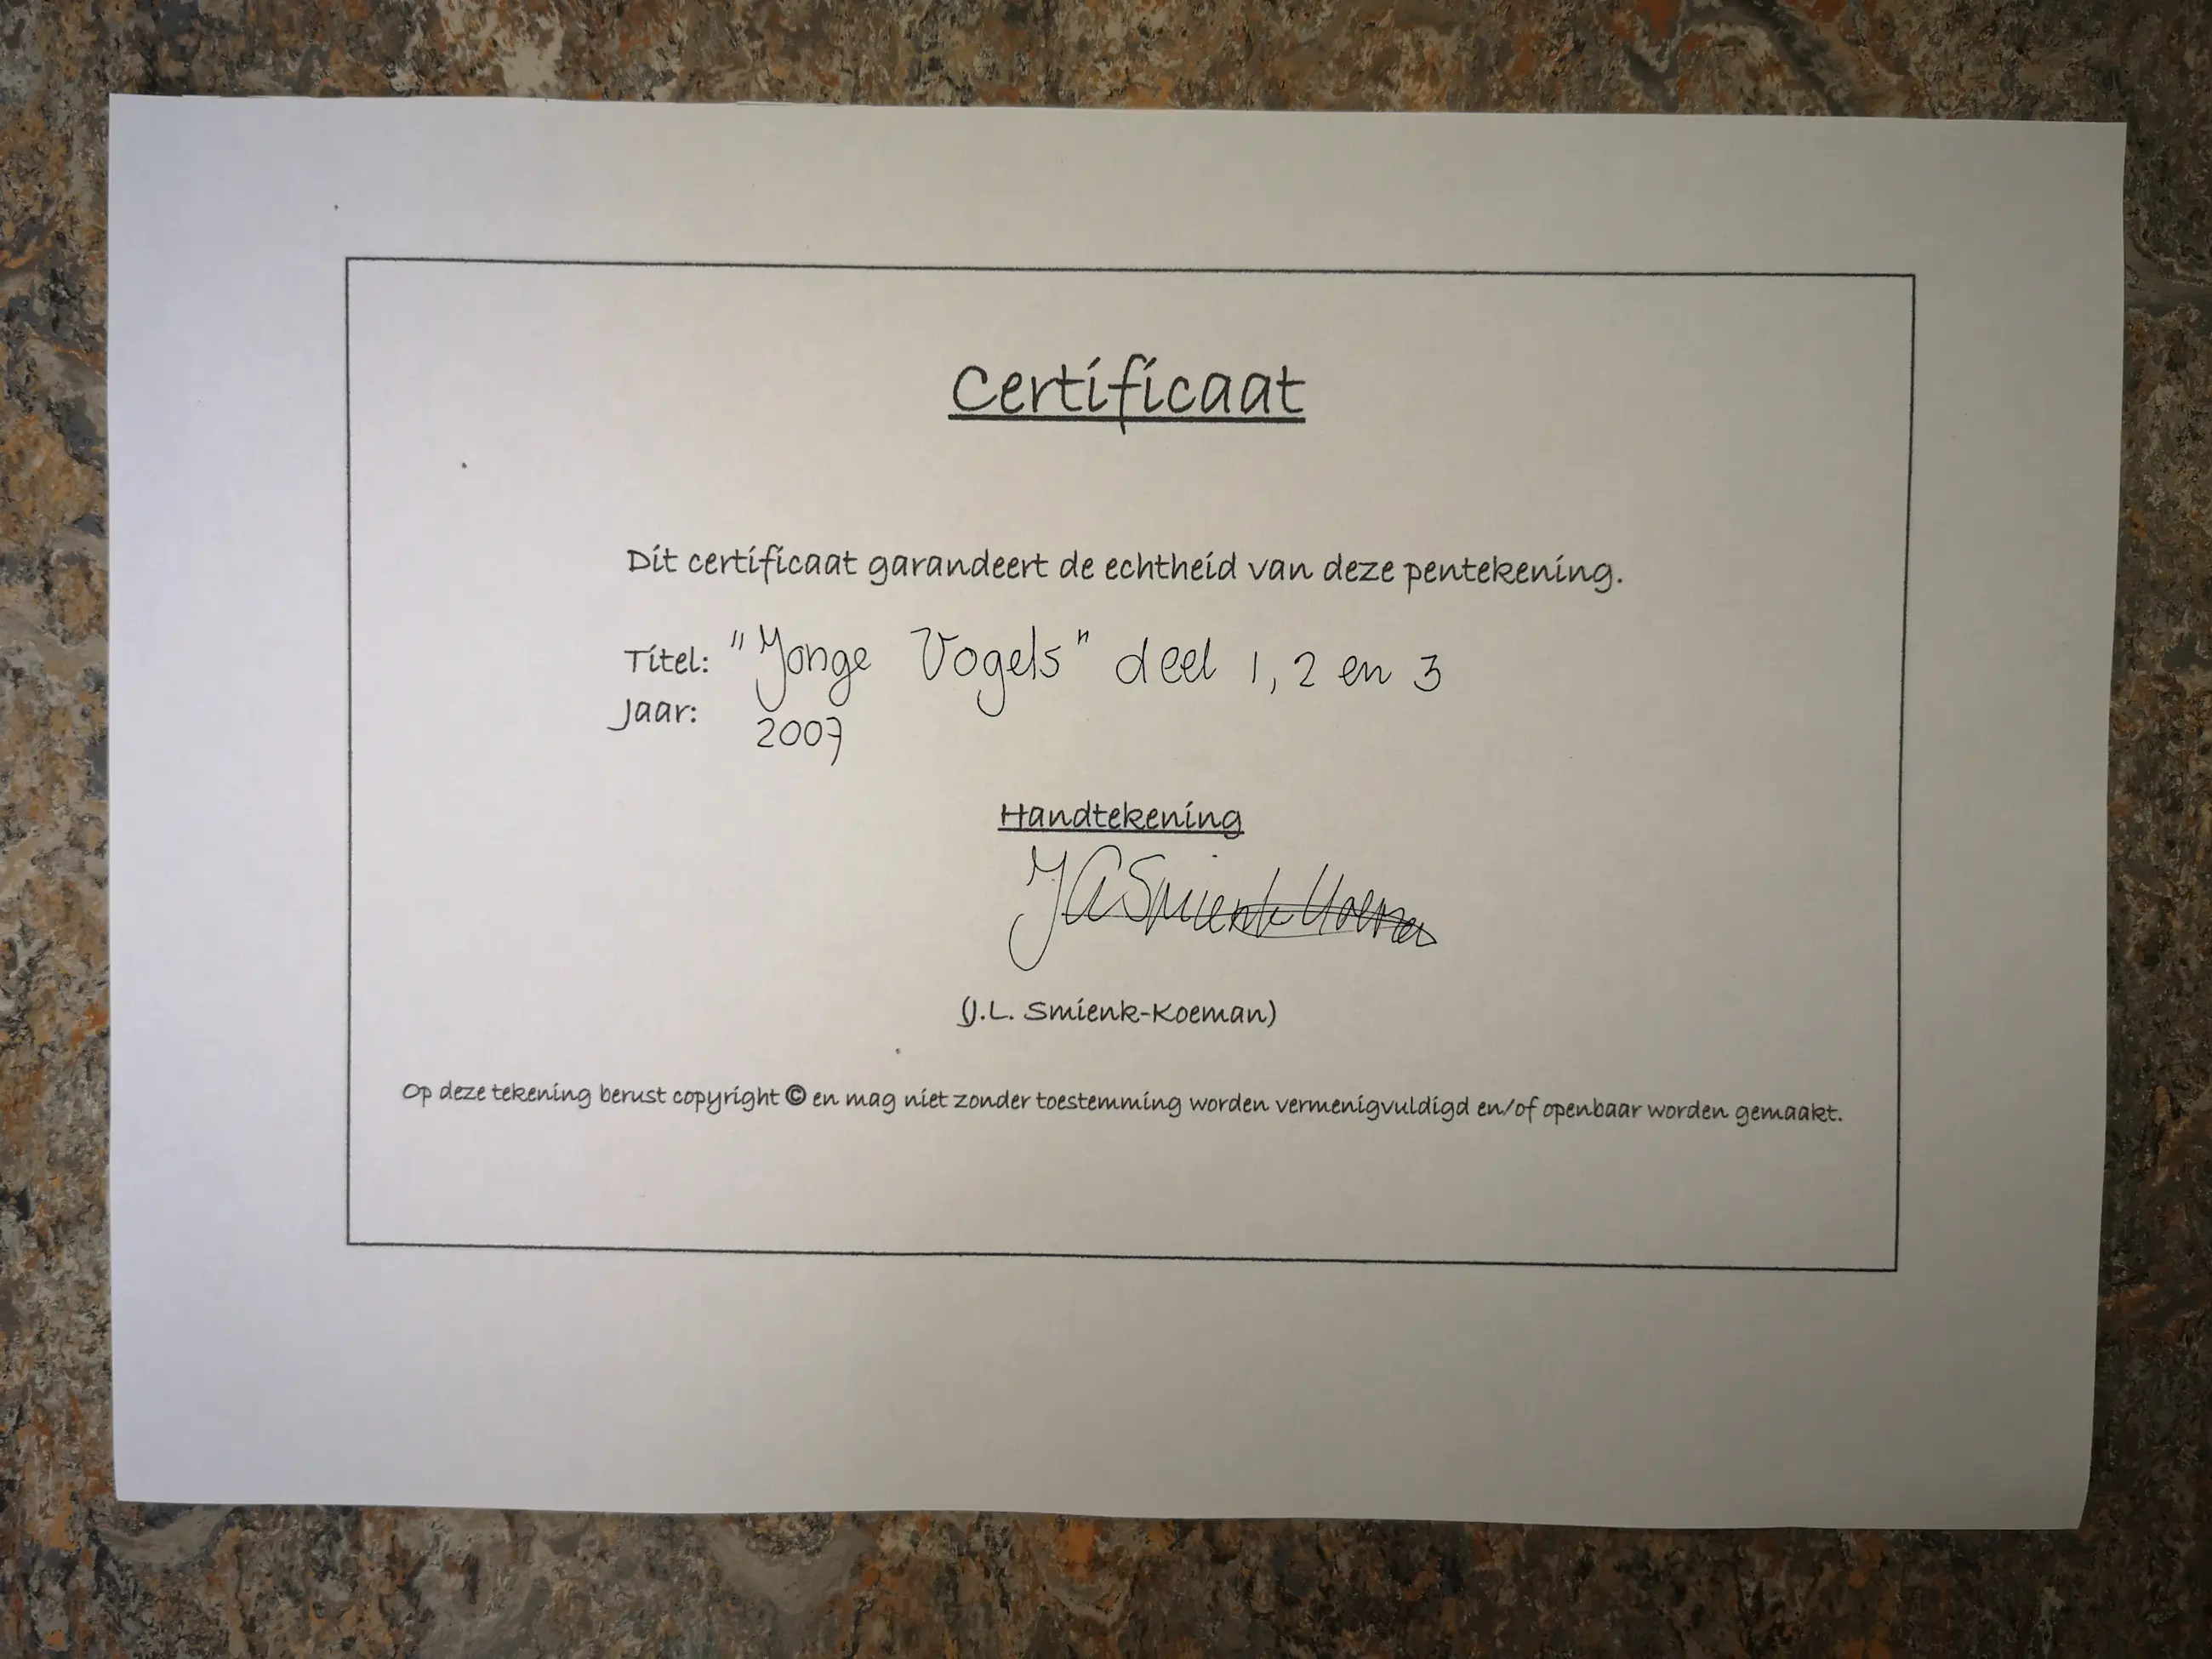 Certificaat
Dit certificaat garandeert de echtheid van deze pentekening.
Titel: "Jonge Vogels" deel 1, 2 en 3
Jaar: 2007
Handtekening
(J.L. Smienk-Koeman)
Op deze tekening berust copyright © en mag niet zonder toestemming worden vermenigvuldigd en/of openbaar worden gemaakt.